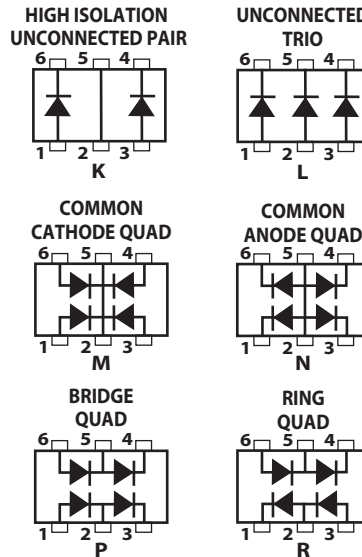 HIGH ISOLATION
UNCONNECTED PAIR
6 5 4
1 2 3
K
UNCONNECTED
TRIO
6 5 4
1 2 3
L
COMMON
CATHODE QUAD
6 5 4
1 2 3
M
COMMON
ANODE QUAD
6 5 4
1 2 3
N
BRIDGE
QUAD
6 5 4
1 2 3
P
RING
QUAD
6 5 4
1 2 3
R